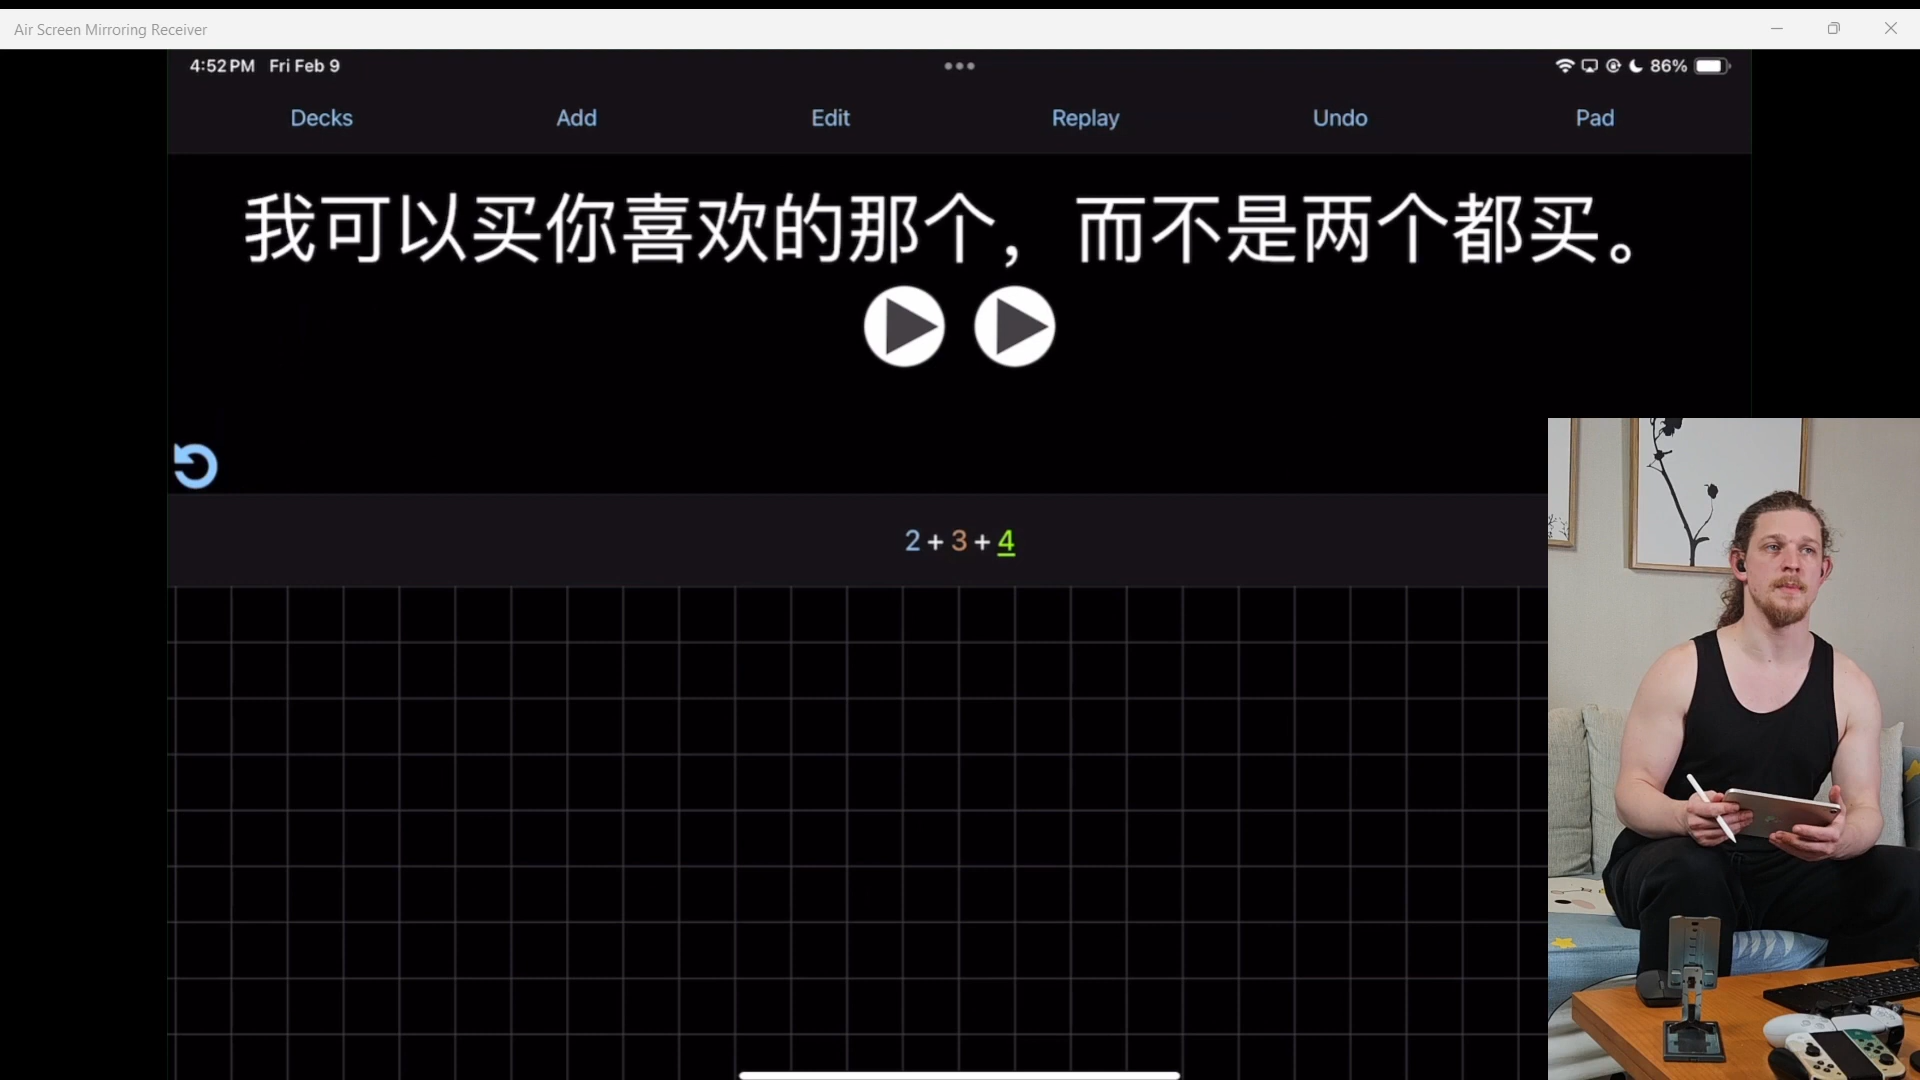 Air Screen Mirroring Receiver
4:52 PM Fri Feb 9
86%
Decks Add Edit Replay Undo Pad
我可以买你喜欢的那个，而不是两个都买。
2 + 3 + 4